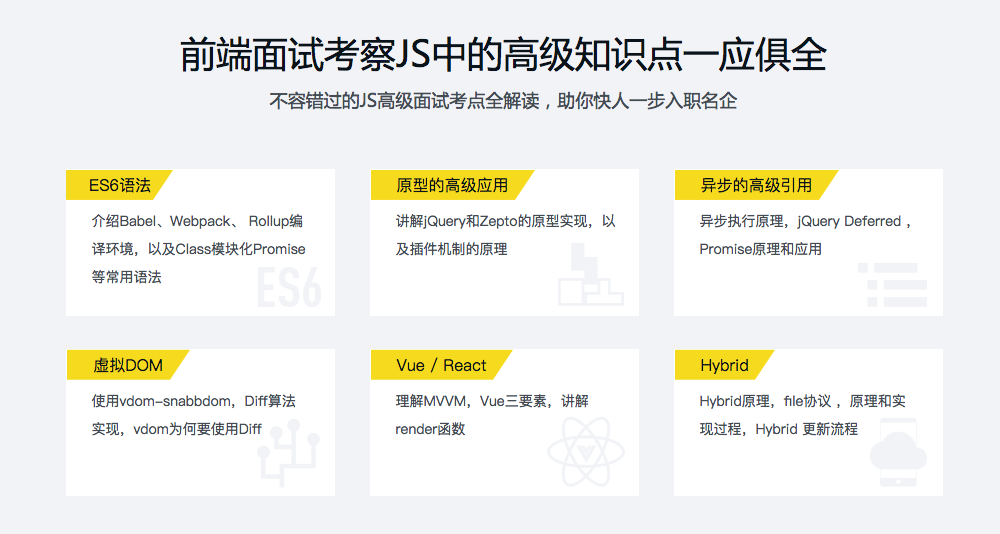 前端面试考察JS中的高级知识点一应俱全
不容错过的JS高级面试考点全解读，助你快人一步入职名企
ES6语法
介绍Babel、Webpack、 Rollup编
译环境，以及Class模块化Promise
等常用语法
ES6
原型的高级应用
讲解jQuery和Zepto的原型实现，以
及插件机制的原理
异步的高级引用
异步执行原理，jQuery Deferred ，
Promise原理和应用
虚拟DOM
使用vdom-snabbdom，Diff算法
实现，vdom为何要使用Diff
Vue / React
理解MVVM，Vue三要素，讲解
render函数
Hybrid
Hybrid原理，file协议 ，原理和实
现过程，Hybrid 更新流程